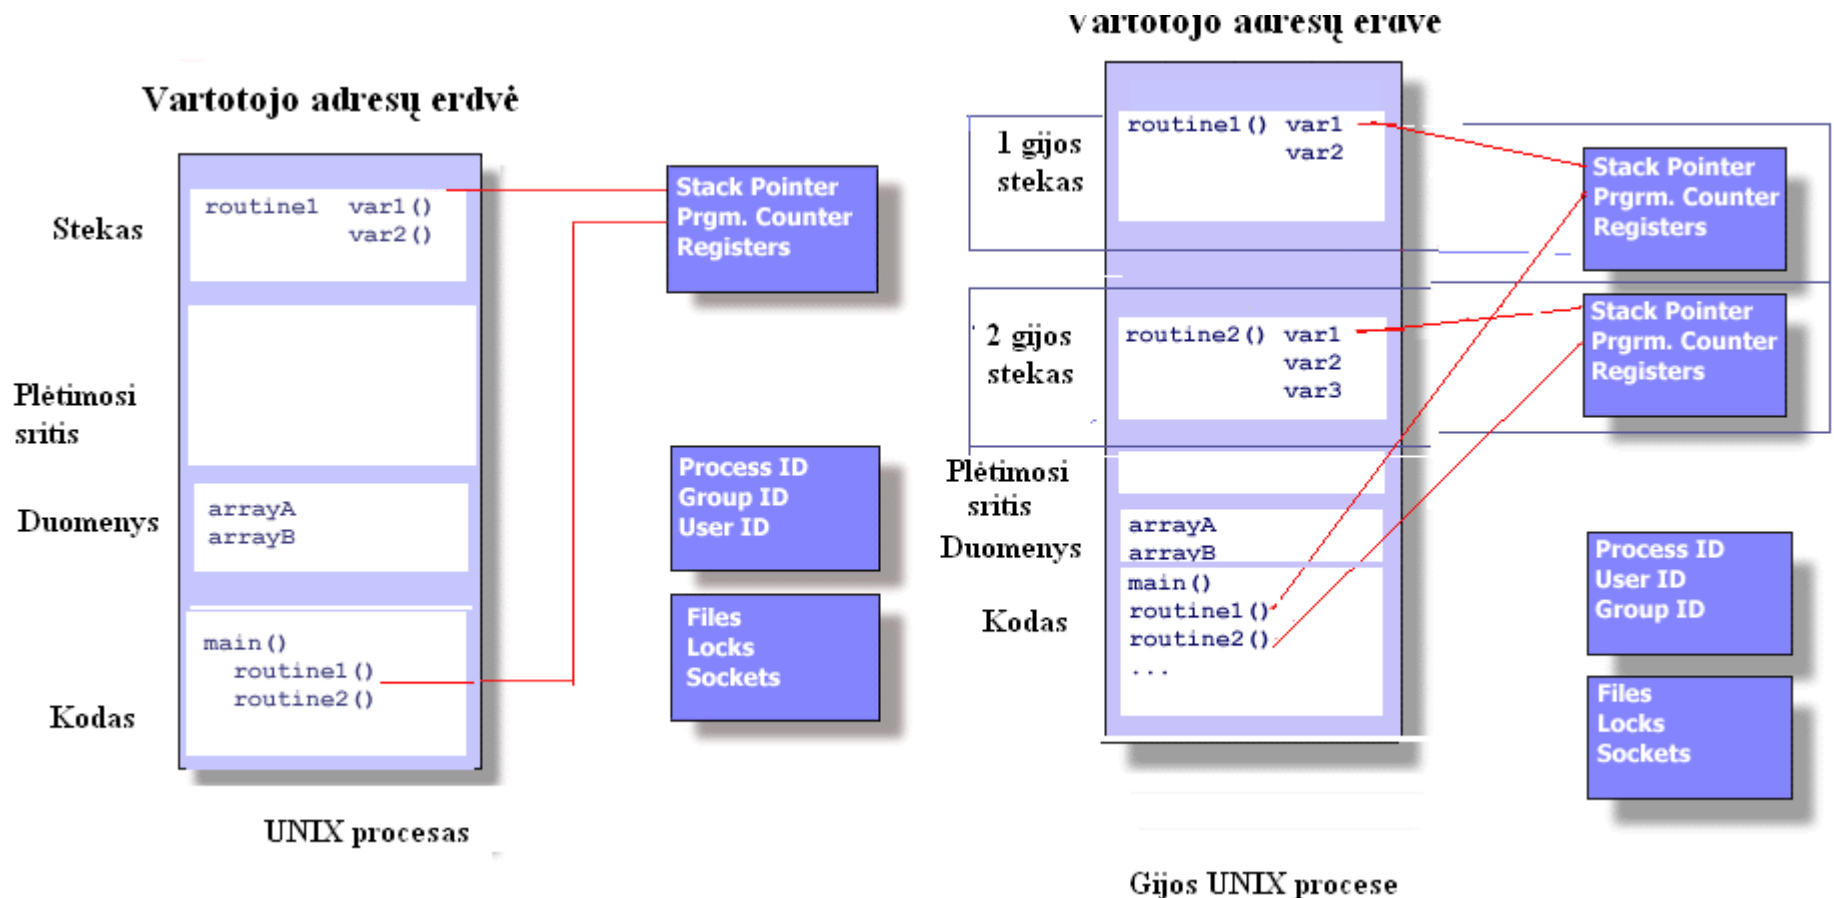 Vartotojo adresų erdvė
Stekas
routine1 var1()
var2()
Stack Pointer
Prgm. Counter
Registers
Plėtimosi
sritis
Process ID
Group ID
User ID
Duomenys
arrayA
arrayB
Files
Locks
Sockets
Kodas
main()
routine1()
routine2()
UNIX procesas
Vartotojo adresų erdvė
1 gijos
stekas
routine1() var1
var2
Stack Pointer
Prgrm. Counter
Registers
2 gijos
stekas
routine2() var1
var2
var3
Stack Pointer
Prgrm. Counter
Registers
Plėtimosi
sritis
Duomenys
arrayA
arrayB
Kodas
main()
routine1()
routine2()
...
Process ID
User ID
Group ID
Files
Locks
Sockets
Gijos UNIX procese